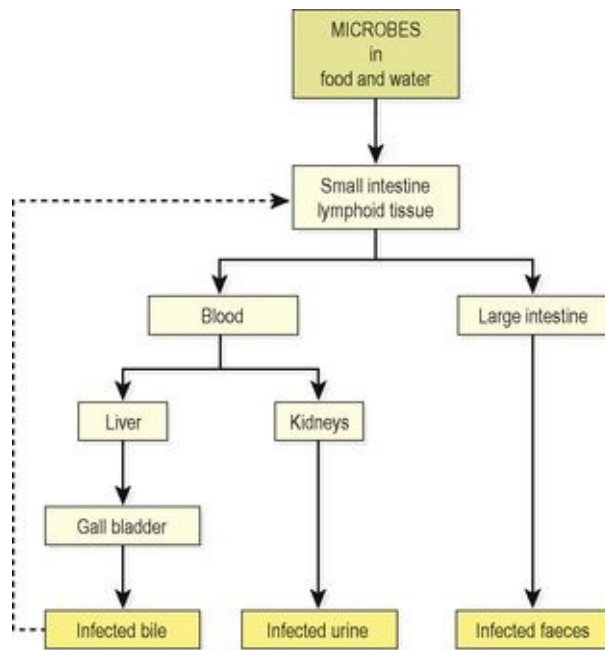 MICROBES
in
food and water
Small intestine
lymphoid tissue
Blood
Large intestine
Liver
Kidneys
Gall bladder
Infected bile
Infected urine
Infected faeces